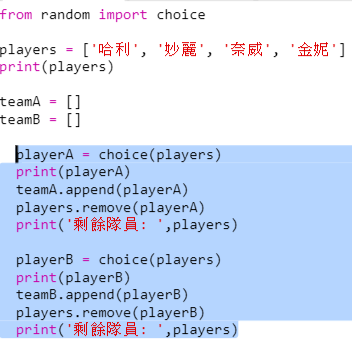 from random import choice
players = ['哈利', '妙麗', '奈威', '金妮']
print(players)
teamA = []
teamB = []
playerA = choice(players)
print(playerA)
teamA.append(playerA)
players.remove(playerA)
print('剩餘隊員: ',players)
playerB = choice(players)
print(playerB)
teamB.append(playerB)
players.remove(playerB)
print('剩餘隊員: ',players)